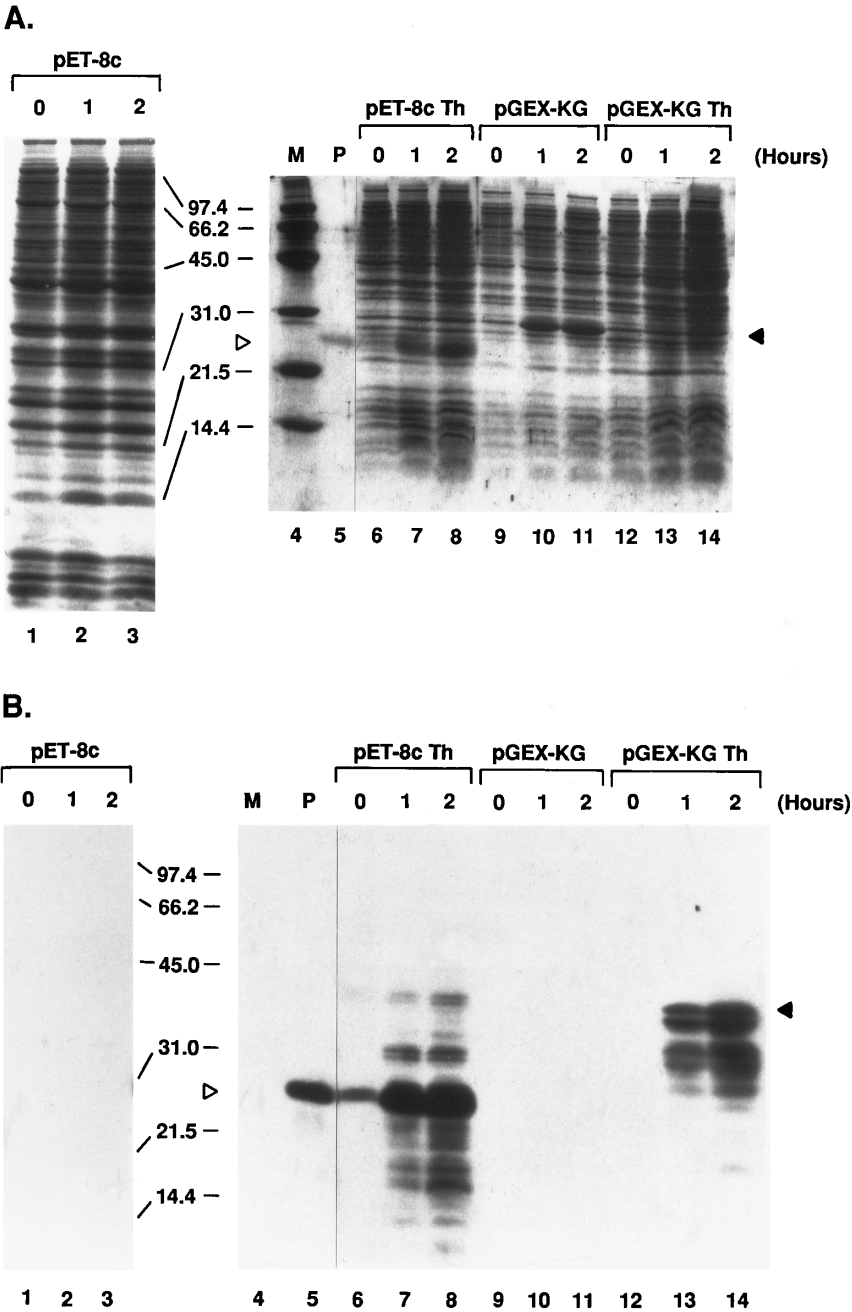 A.
pET-8c
0 1 2
pET-8c Th pGEX-KG pGEX-KG Th
M P 0 1 2 0 1 2 0 1 2 (Hours)
97.4
66.2
45.0
31.0
21.5
14.4
4 5 6 7 8 9 10 11 12 13 14
1 2 3
B.
pET-8c
pET-8c Th pGEX-KG pGEX-KG Th
0 1 2 M P 0 1 2 0 1 2 0 1 2 (Hours)
97.4
66.2
45.0
31.0
21.5
14.4
1 2 3 4 5 6 7 8 9 10 11 12 13 14